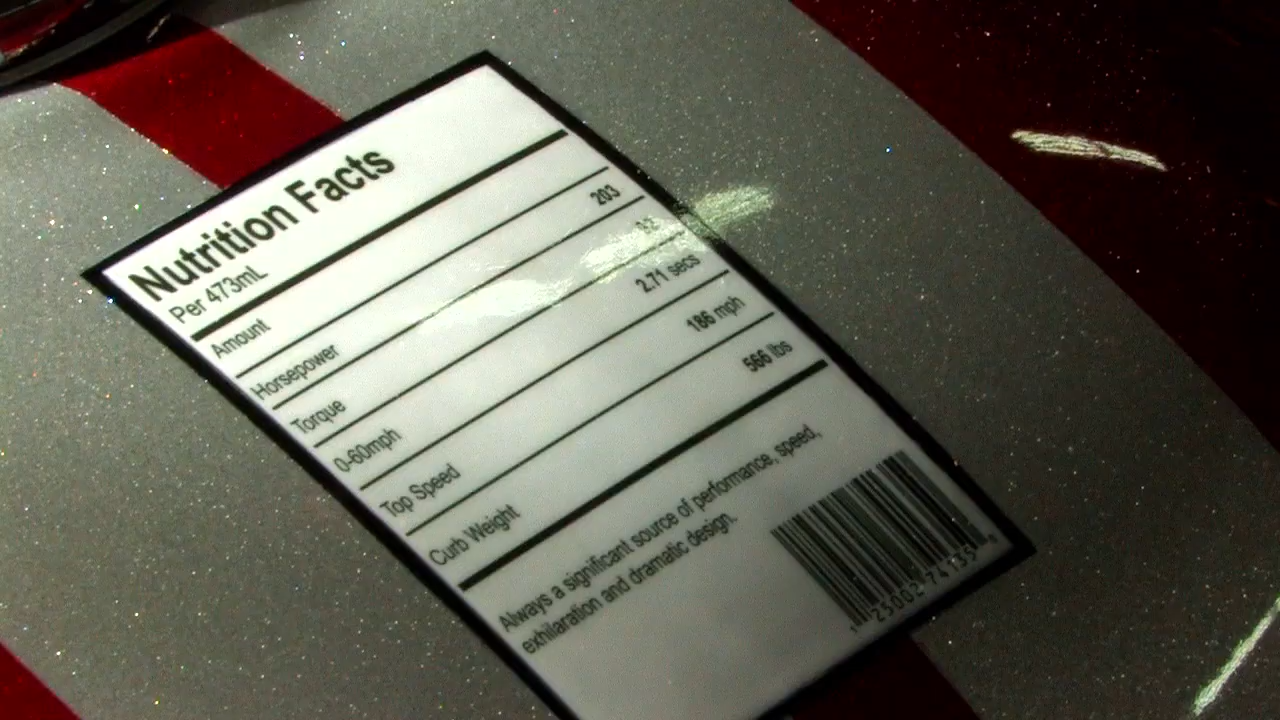 Nutrition Facts
Per 473mL
Amount
Horsepower 203
Torque
0-60mph 2.71 secs
Top Speed 186 mph
Curb Weight 566 lbs
Always a significant source of performance, speed,
exhilaration and dramatic design.